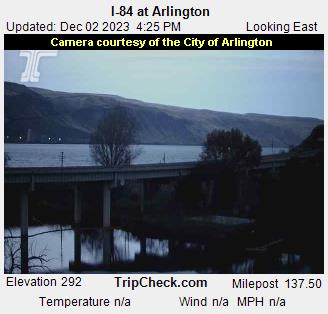 I-84 at Arlington
Updated: Dec 02 2023 4:25 PM Looking East
Camera courtesy of the City of Arlington
Elevation 292 TripCheck.com Milepost 137.50
Temperature n/a Wind n/a MPH n/a